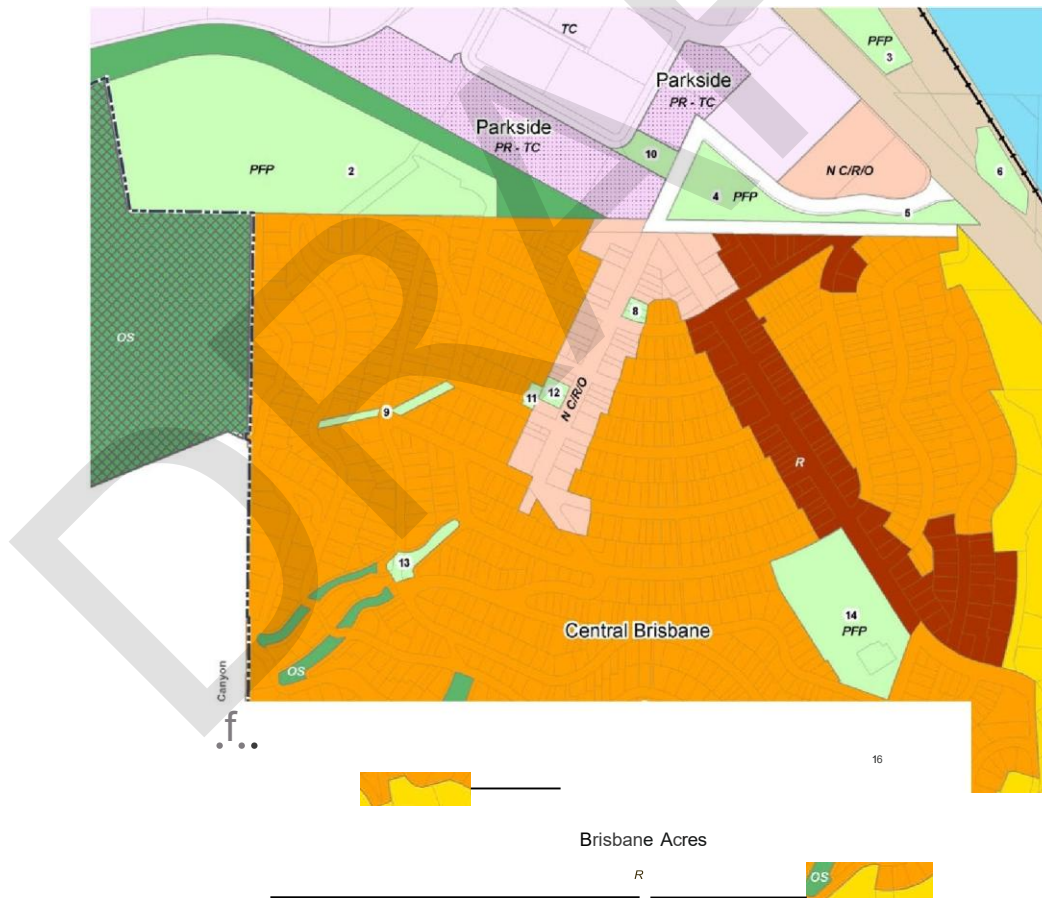 TC
PFP
3
Parkside
PR - TC
Parkside
PR - TC
10
N C/R/O
PFP
2
6
4
PFP
5
8
OS
11
12
N C/R/O
9
R
13
14
PFP
Central Brisbane
OS
Canyon
.f..
16
Brisbane Acres
R
OS
DRAFT